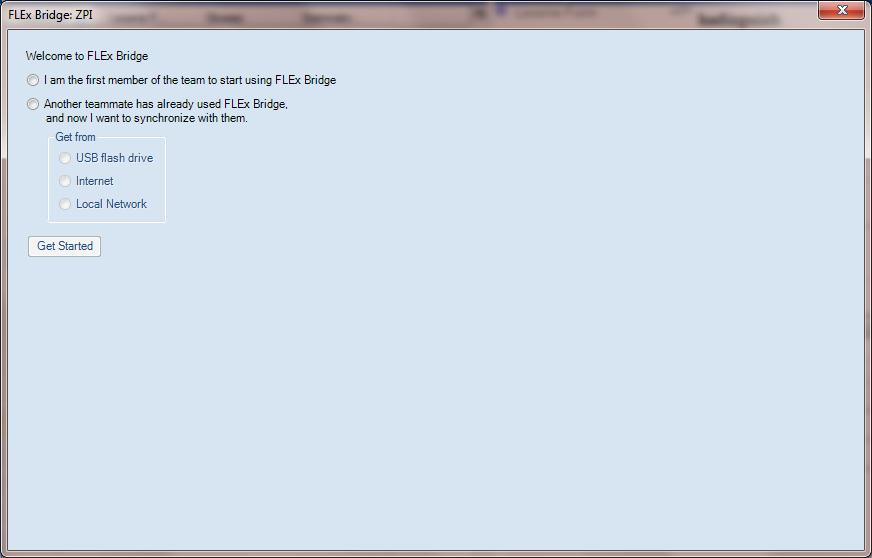 FLEx Bridge: ZPI
Welcome to FLEx Bridge
I am the first member of the team to start using FLEx Bridge
Another teammate has already used FLEx Bridge,
and now I want to synchronize with them.
Get from
USB flash drive
Internet
Local Network
Get Started